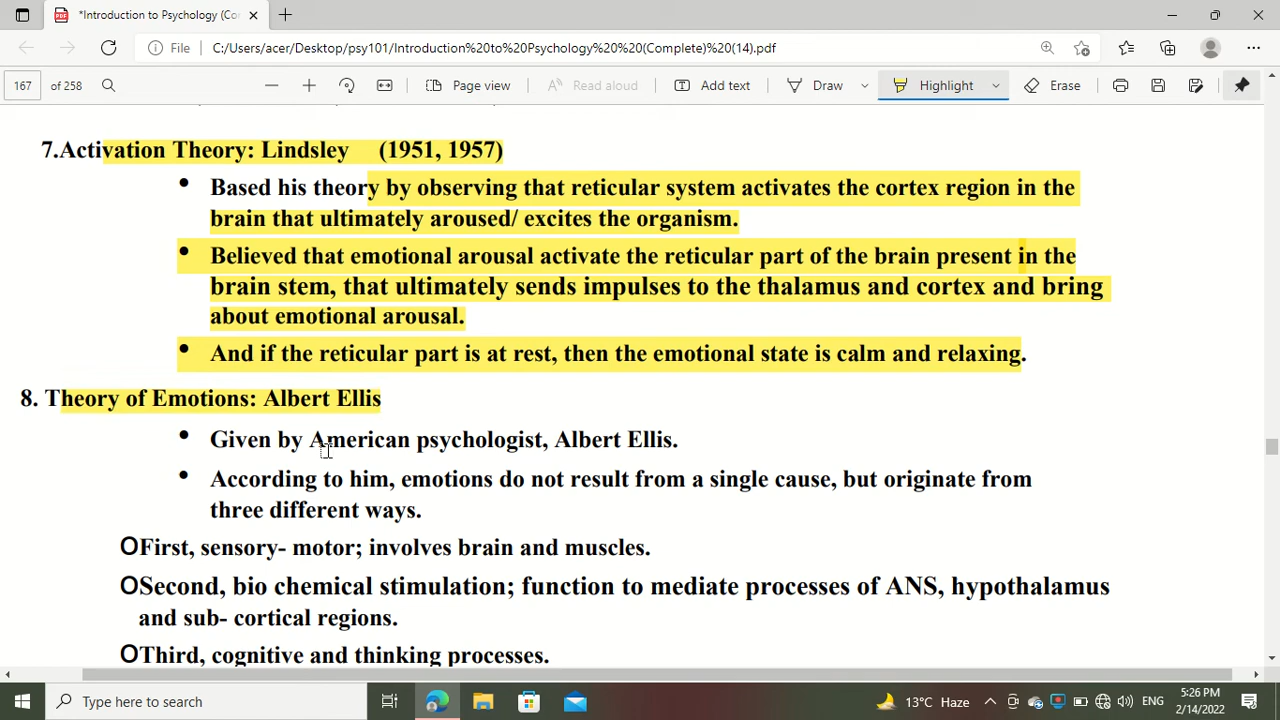 *Introduction to Psychology (Co
File
C:/Users/acer/Desktop/psy101/Introduction%20to%20Psychology%20%20(Complete)%20(14).pdf
167 of 258
Page view
Read aloud
Add text
Draw
Highlight
Erase
7.Activation Theory: Lindsley (1951, 1957)
• Based his theory by observing that reticular system activates the cortex region in the
brain that ultimately aroused/ excites the organism.
• Believed that emotional arousal activate the reticular part of the brain present in the
brain stem, that ultimately sends impulses to the thalamus and cortex and bring
about emotional arousal.
• And if the reticular part is at rest, then the emotional state is calm and relaxing.
8. Theory of Emotions: Albert Ellis
• Given by American psychologist, Albert Ellis.
• According to him, emotions do not result from a single cause, but originate from
three different ways.
OFirst, sensory- motor; involves brain and muscles.
OSecond, bio chemical stimulation; function to mediate processes of ANS, hypothalamus
and sub- cortical regions.
OThird, cognitive and thinking processes.
Type here to search
13°C Haze
ENG
5:26 PM
2/14/2022